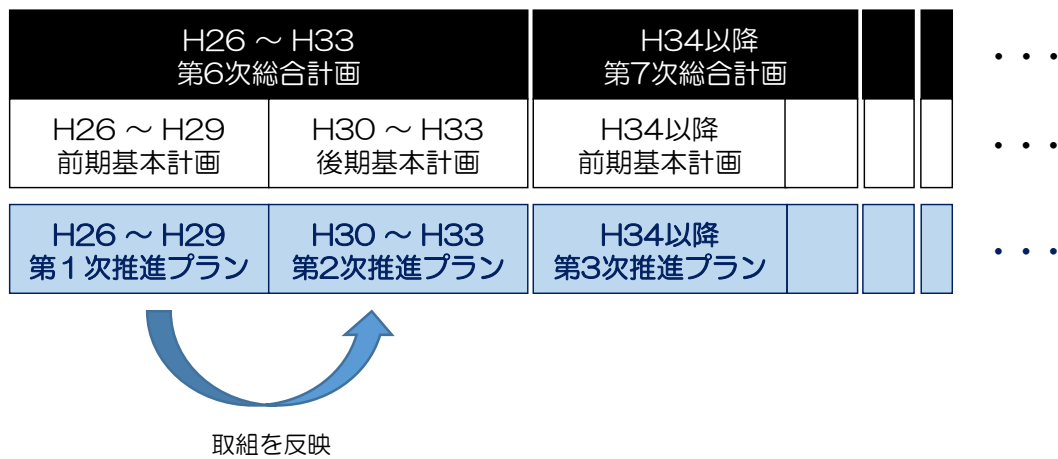 H26 ～ H33
第6次総合計画
H34以降
第7次総合計画
・・・
H26 ～ H29
前期基本計画
H30 ～ H33
後期基本計画
H34以降
前期基本計画
・・・
H26 ～ H29
第１次推進プラン
H30 ～ H33
第2次推進プラン
H34以降
第3次推進プラン
・・・
取組を反映